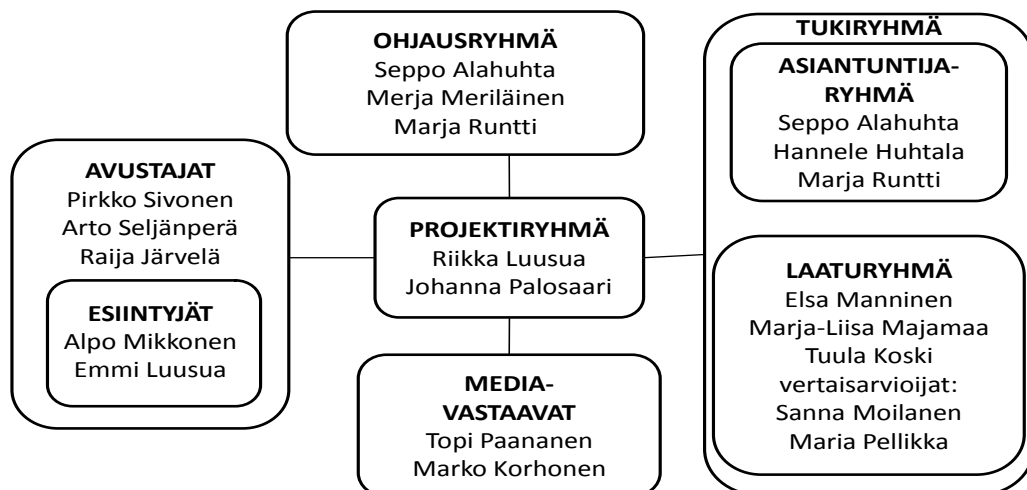 OHJAUSRYHMÄ
Seppo Alahuhta
Merja Meriläinen
Marja Runtti
TUKIRYHMÄ
ASIANTUNTIJA-
RYHMÄ
Seppo Alahuhta
Hannele Huhtala
Marja Runtti
AVUSTAJAT
Pirkko Sivonen
Arto Seljänperä
Raija Järvelä
ESIINTYJÄT
Alpo Mikkonen
Emmi Luusua
PROJEKTIRYHMÄ
Riikka Luusua
Johanna Palosaari
LAATURYHMÄ
Elsa Manninen
Marja-Liisa Majamaa
Tuula Koski
vertaisarvioijat:
Sanna Moilanen
Maria Pellikka
MEDIA-
VASTAAVAT
Topi Paananen
Marko Korhonen